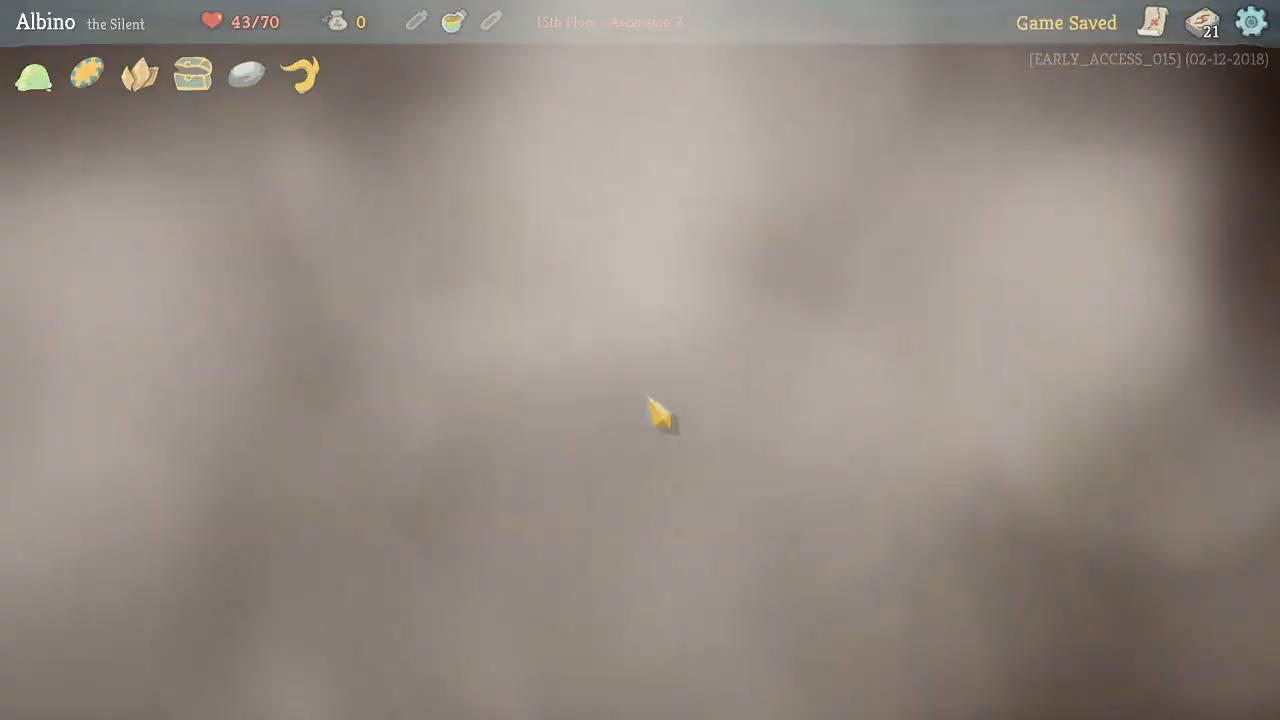 Albino the Silent 43/70 0 15th Floor - Ascension 2 Game Saved 21
[EARLY_ACCESS_015] (02-12-2018)